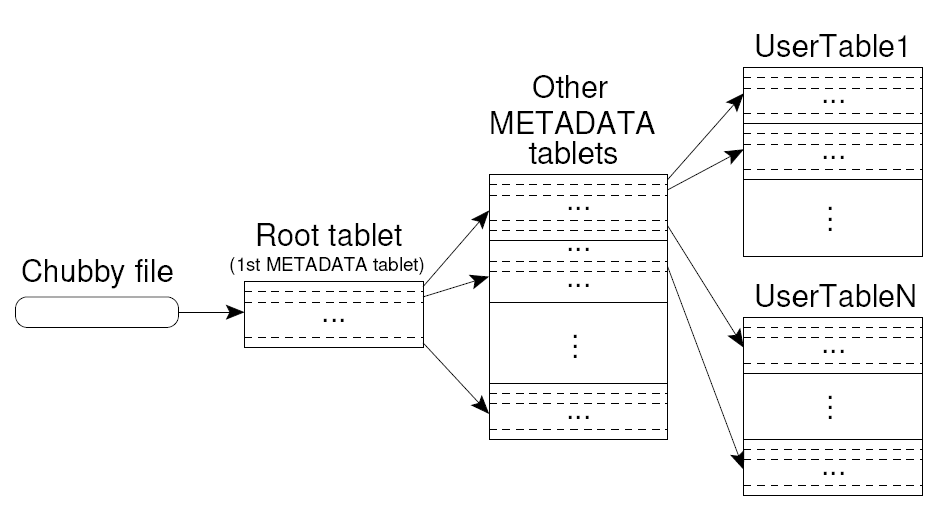 Chubby file
Root tablet
(1st METADATA tablet)
...
Other
METADATA
tablets
...
...
...
⋮
...
UserTable1
...
...
⋮
UserTableN
...
⋮
...